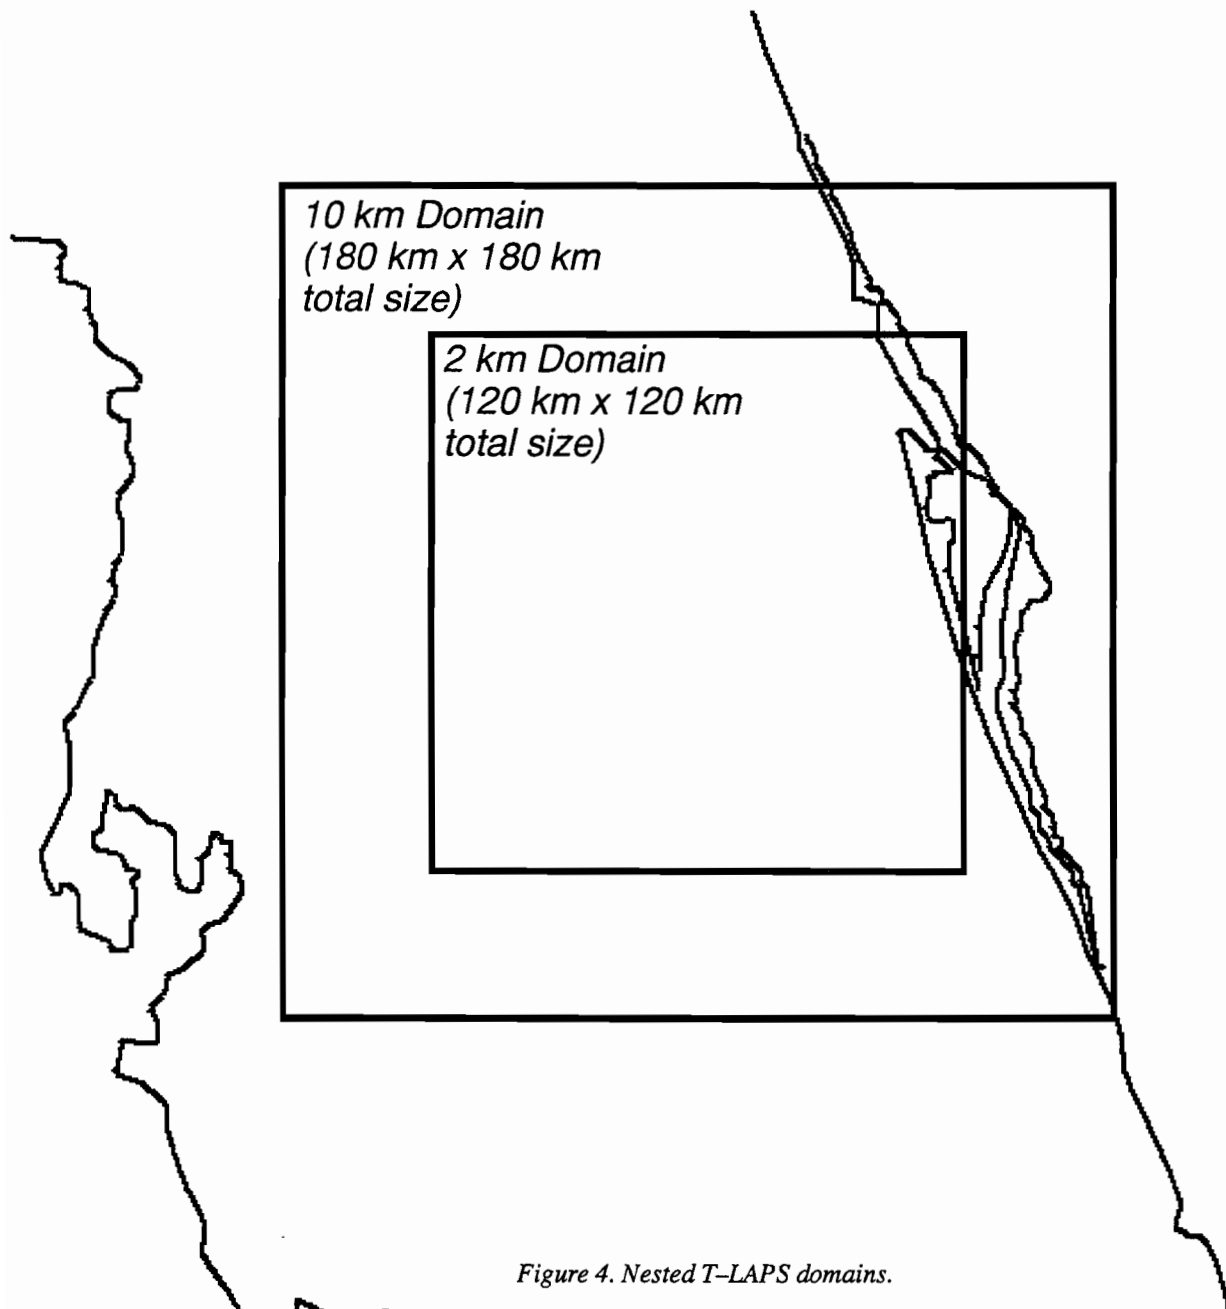 10 km Domain
(180 km x 180 km
total size)
2 km Domain
(120 km x 120 km
total size)
Figure 4. Nested T–LAPS domains.